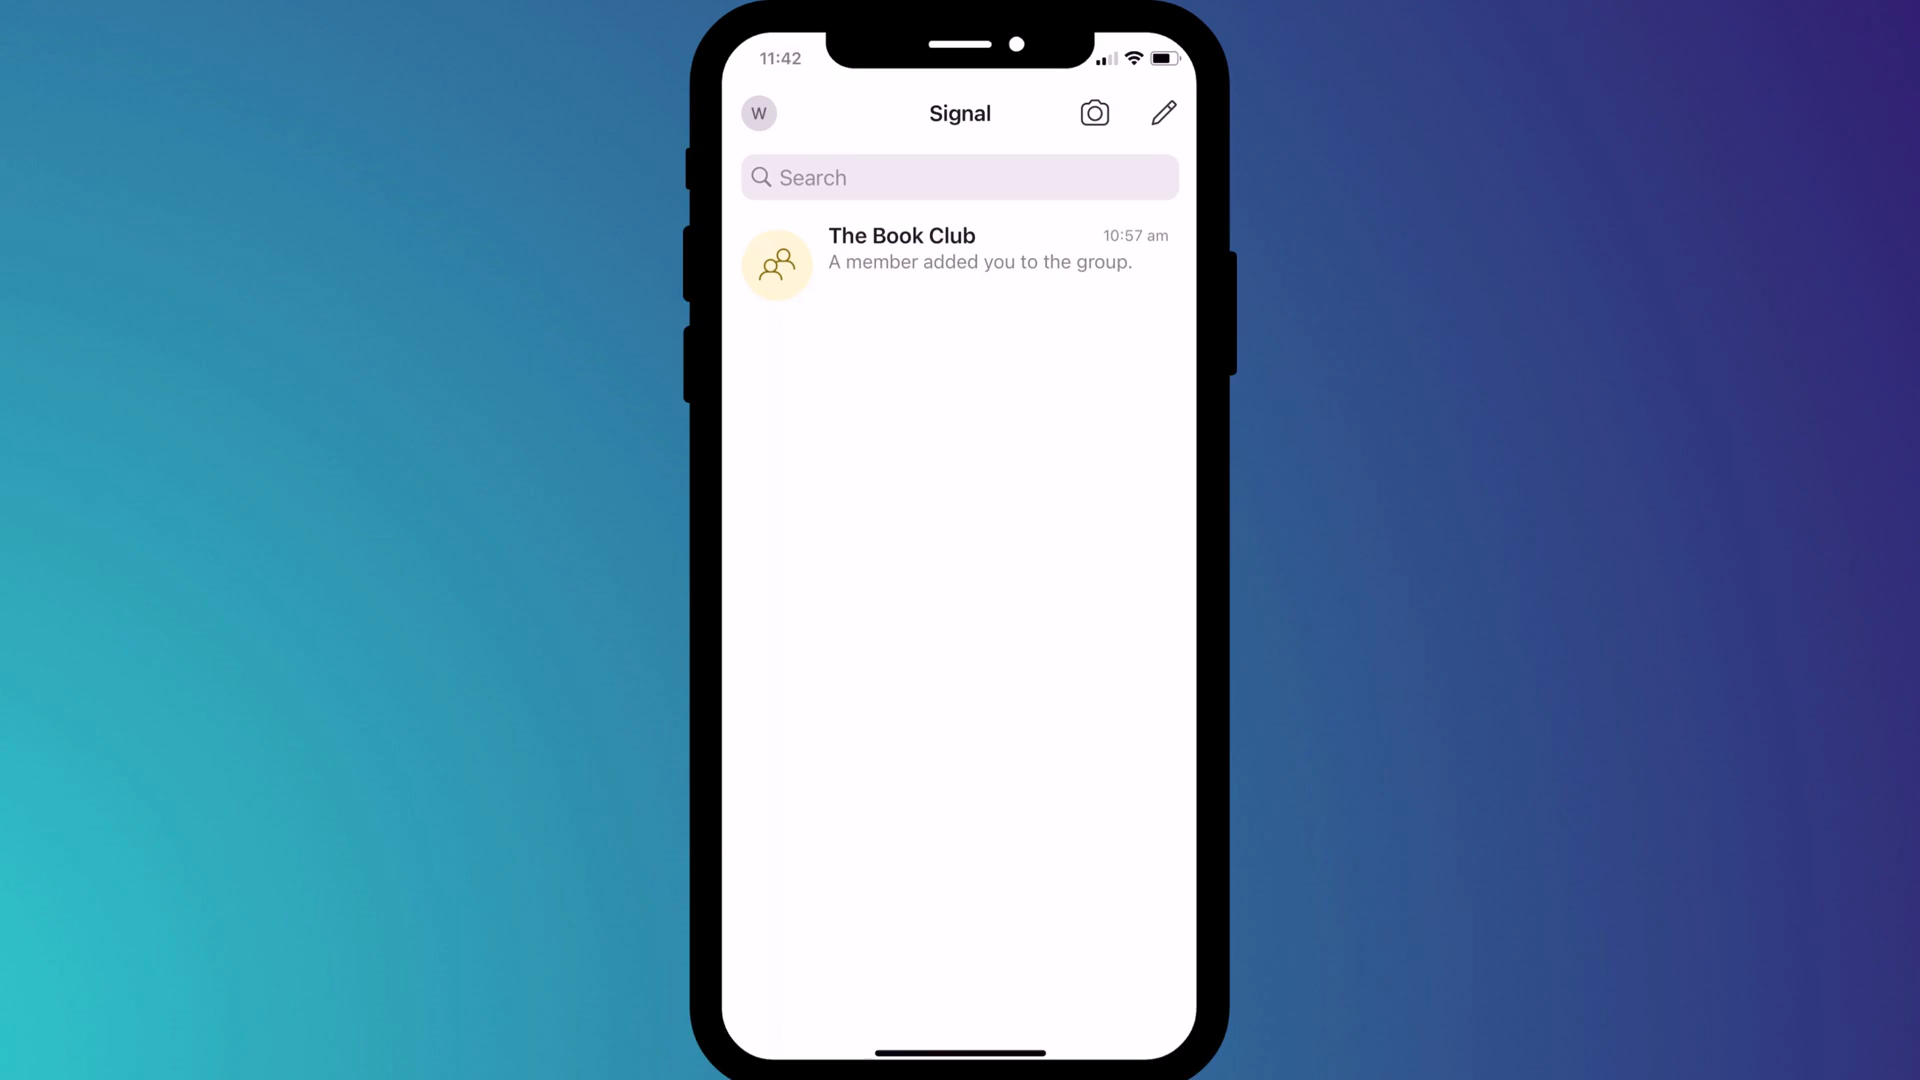 11:42
W
Signal
Search
The Book Club
10:57 am
A member added you to the group.